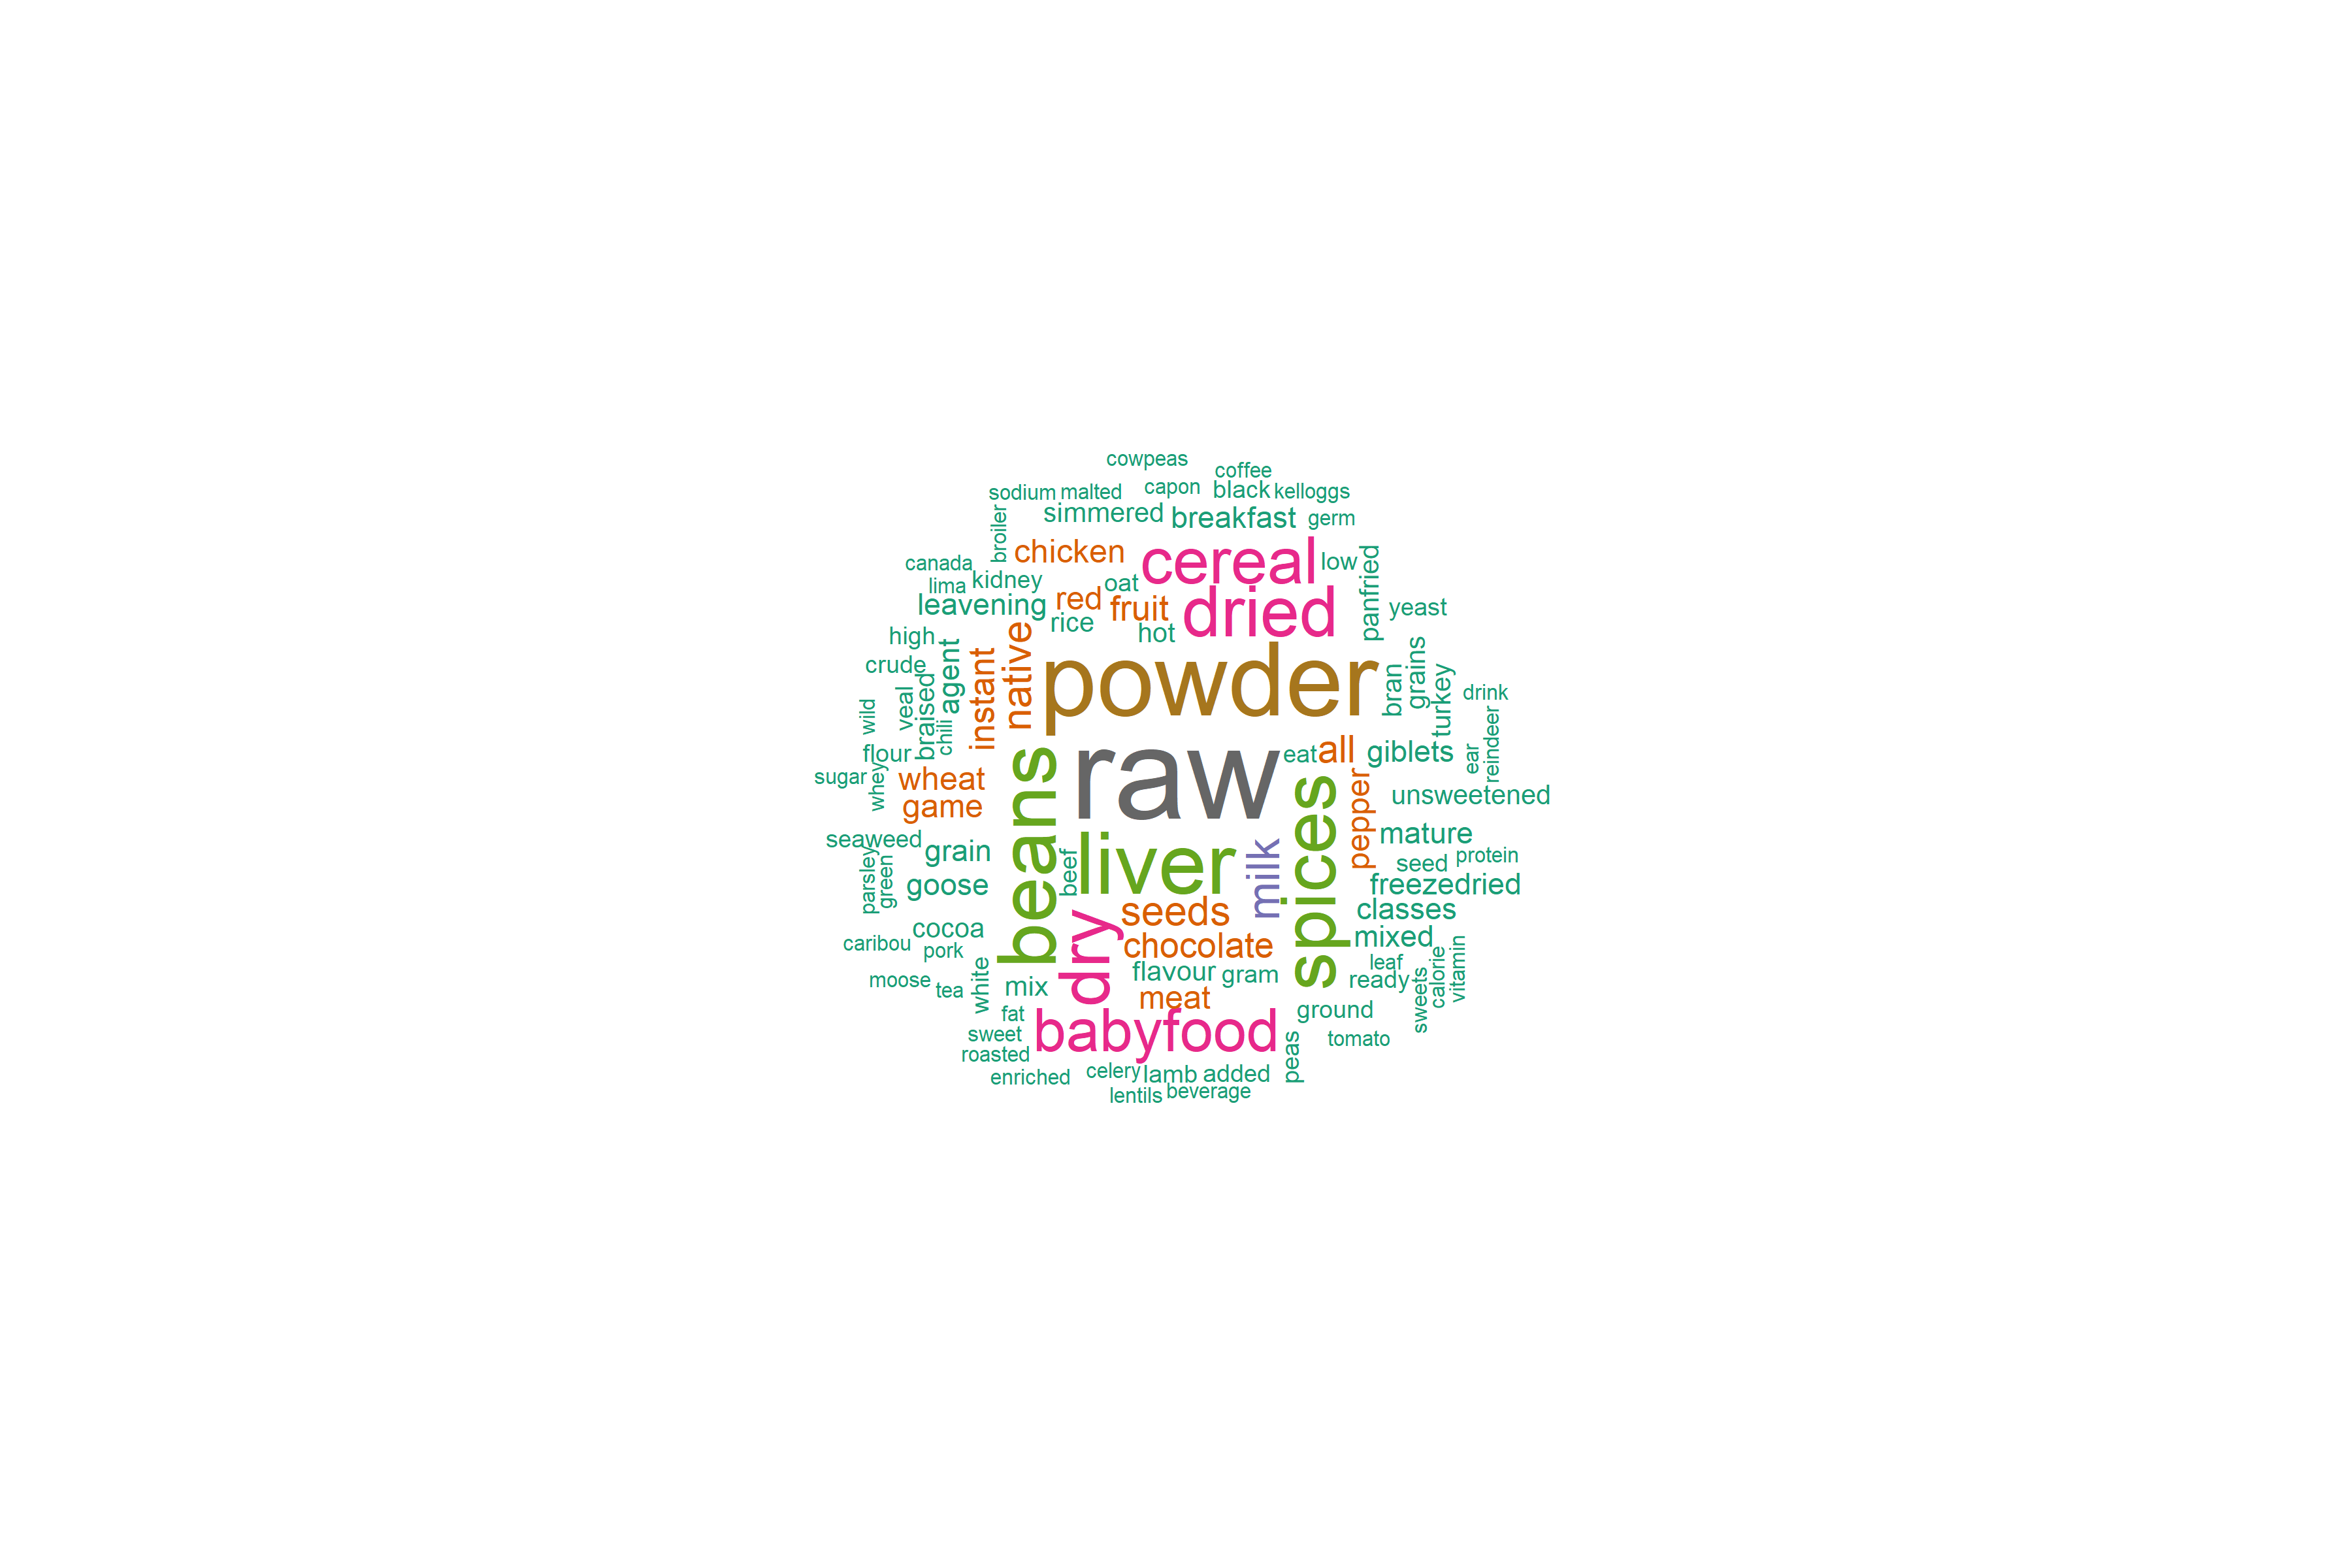 cowpeas
coffee
sodium malted capon black kelloggs
simmered breakfast germ
broiler
chicken cereal low
canada
lima kidney oat
panfried
leavening red fruit dried yeast
rice hot
high
crude agent instant native powder bran grains turkey drink
wild veal braised chili
reindeer
flour raw eat all giblets ear
sugar whey wheat beans spices pepper unsweetened
game
seaweed grain liver milk mature
parsley green beef seed protein
goose freezedried
seeds classes
cocoa dry chocolate mixed
caribou pork
flavour gram leaf
moose tea white mix meat ready sweets calorie vitamin
fat ground
sweet babyfood peas tomato
roasted
enriched celery lamb added
lentils beverage